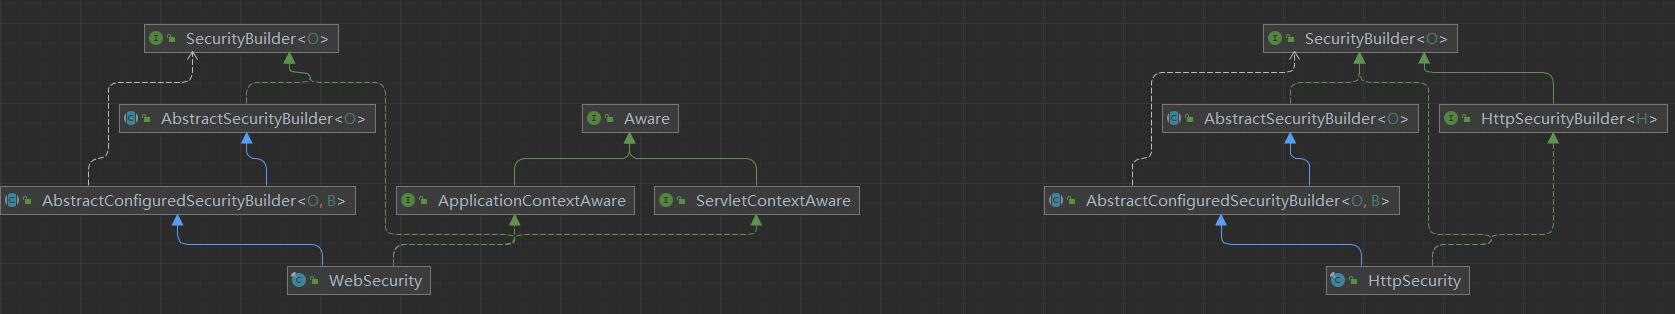 SecurityBuilder<O>
AbstractSecurityBuilder<O>
Aware
AbstractConfiguredSecurityBuilder<O, B>
ApplicationContextAware
ServletContextAware
WebSecurity
SecurityBuilder<O>
AbstractSecurityBuilder<O>
HttpSecurityBuilder<H>
AbstractConfiguredSecurityBuilder<O, B>
HttpSecurity